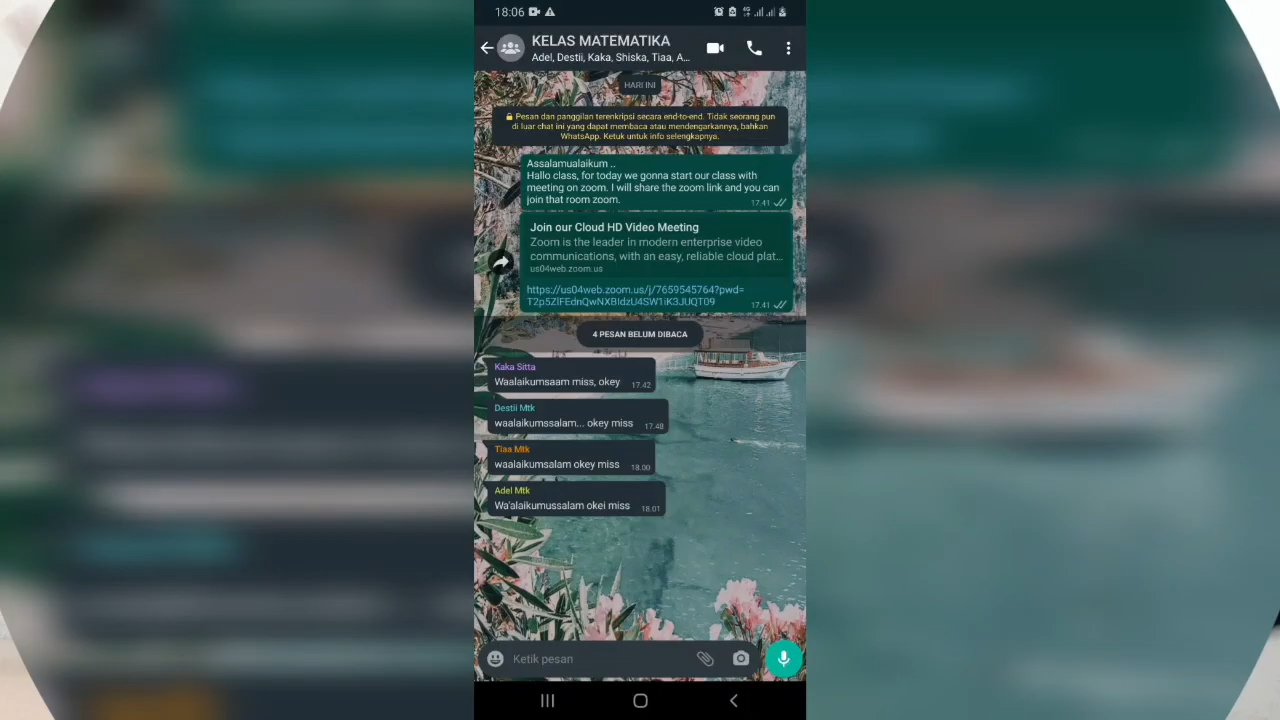 18:06
KELAS MATEMATIKA
Adel, Destii, Kaka, Shiska, Tiaa, A...
HARI INI
Pesan dan panggilan terenkripsi secara end-to-end. Tidak seorang pun
di luar chat ini yang dapat membaca atau mendengarkannya, bahkan
WhatsApp. Ketuk untuk info selengkapnya.
Assalamualaikum ..
Hallo class, for today we gonna start our class with
meeting on zoom. I will share the zoom link and you can
join that room zoom.
17.41
Join our Cloud HD Video Meeting
Zoom is the leader in modern enterprise video
communications, with an easy, reliable cloud plat...
us04web.zoom.us
https://us04web.zoom.us/j/7659545764?pwd=
17.41
4 PESAN BELUM DIBACA
Kaka Sitta
Waalaikumsaam miss, okey 17.42
Destii Mtk
waalaikumssalam... okey miss 17.48
Tiaa Mtk
waalaikumsalam okey miss 18.00
Adel Mtk
Wa'alaikumussalam okei miss 18.01
Ketik pesan